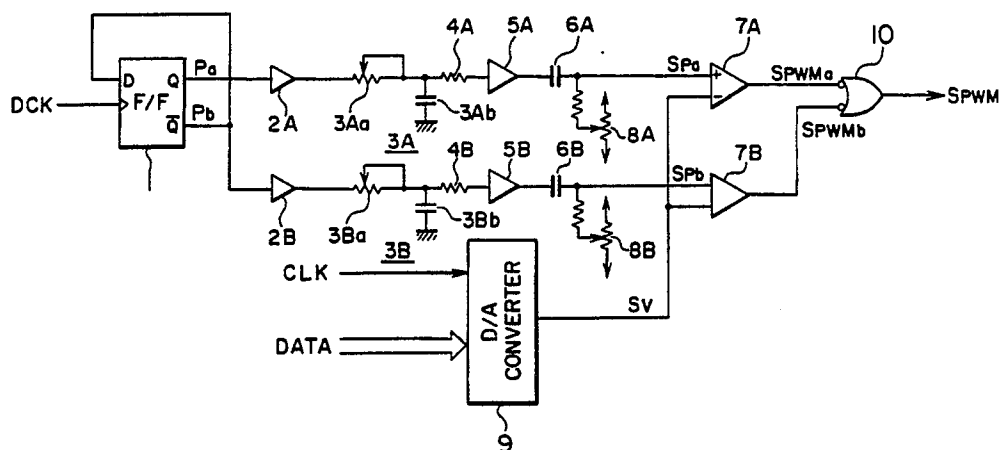 4A
5A
6A
7A
10
D
Q
Pa
SPa
SPWMa
DCK
F/F
Pb
2A
3Aa
3Ab
8A
SPWM
Q̅
3A
4B
5B
6B
SPb
SPWMb
7B
2B
3Ba
3Bb
8B
3B
CLK
SV
D/A
CONVERTER
DATA
9
+
−